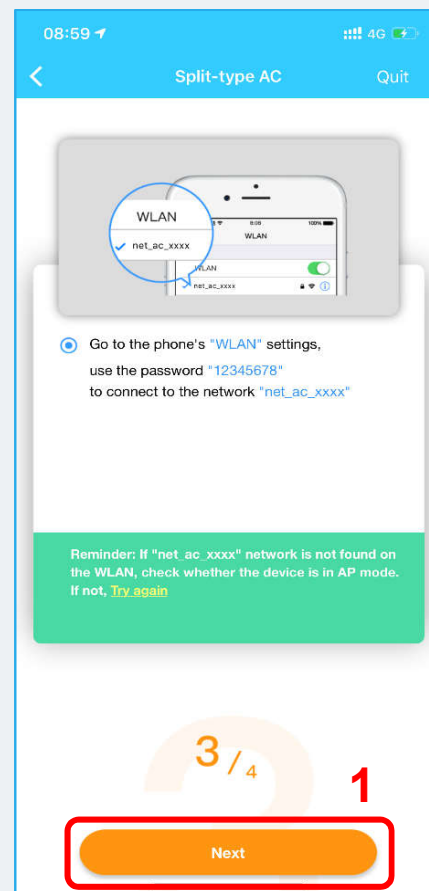 08:59 4G
Split-type AC Quit
WLAN
net_ac_xxxx
6:08 100%
WLAN
WLAN
net_ac_xxxx
Go to the phone's "WLAN" settings,
use the password "12345678"
to connect to the network "net_ac_xxxx"
Reminder: If "net_ac_xxxx" network is not found on
the WLAN, check whether the device is in AP mode.
If not, Try again
3/4
1
Next